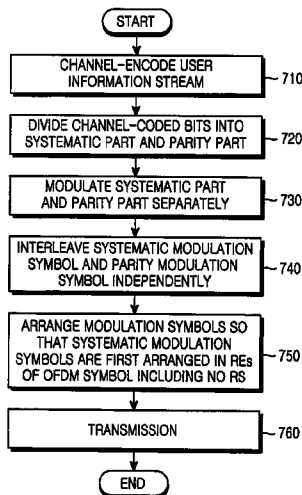 START
CHANNEL-ENCODE USER
INFORMATION STREAM
710
DIVIDE CHANNEL-CODED BITS INTO
SYSTEMATIC PART AND PARITY PART
720
MODULATE SYSTEMATIC PART
AND PARITY PART SEPARATELY
730
INTERLEAVE SYSTEMATIC MODULATION
SYMBOL AND PARITY MODULATION
SYMBOL INDEPENDENTLY
740
ARRANGE MODULATION SYMBOLS SO
THAT SYSTEMATIC MODULATION
SYMBOLS ARE FIRST ARRANGED IN REs
OF OFDM SYMBOL INCLUDING NO RS
750
TRANSMISSION
760
END